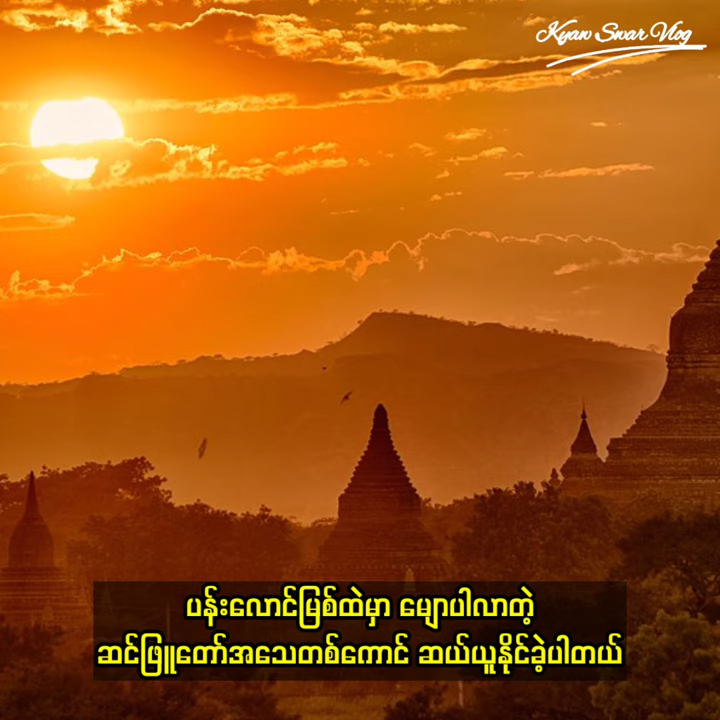 Kyaw Swar Vlog
ပန်းလောင်မြစ်ထဲမှာ မျောပါလာတဲ့
ဆင်ဖြူတော်အသေတစ်ကောင် ဆယ်ယူနိုင်ခဲ့ပါတယ်